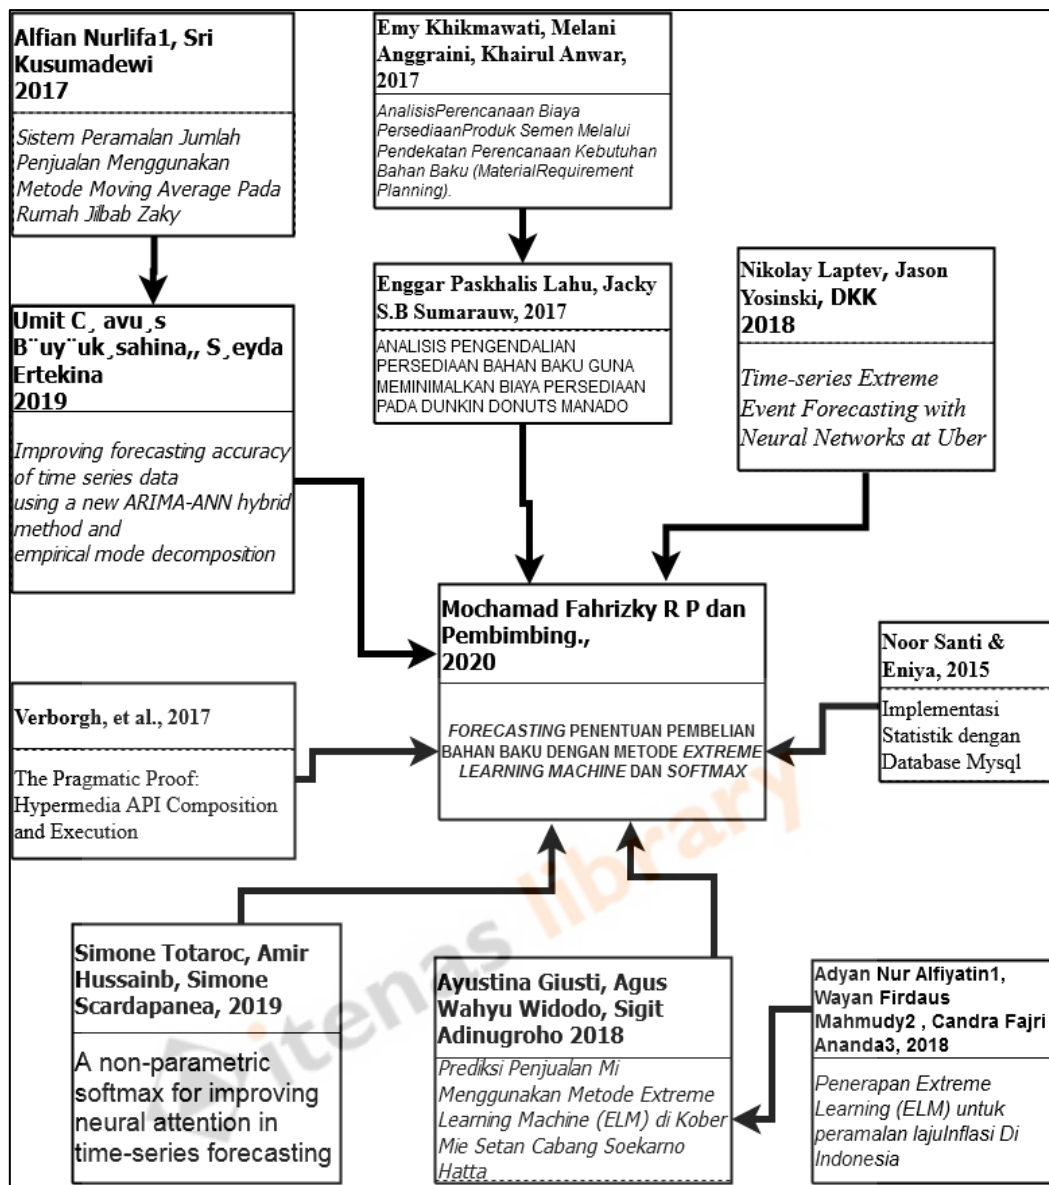 Alfian Nurlifa1, Sri
Kusumadewi
2017
Sistem Peramalan Jumlah
Penjualan Menggunakan
Metode Moving Average Pada
Rumah Jilbab Zaky
Emy Khikmawati, Melani
Anggraini, Khairul Anwar,
2017
AnalisisPerencanaan Biaya
PersediaanProduk Semen Melalui
Pendekatan Perencanaan Kebutuhan
Bahan Baku (MaterialRequirement
Planning).
Enggar Paskhalis Lahu, Jacky
S.B Sumarauw, 2017
ANALISIS PENGENDALIAN
PERSEDIAAN BAHAN BAKU GUNA
MEMINIMALKAN BIAYA PERSEDIAAN
PADA DUNKIN DONUTS MANADO
Nikolay Laptev, Jason
Yosinski, DKK
2018
Time-series Extreme
Event Forecasting with
Neural Networks at Uber
Umit C¸ avu¸s
B¨uy¨uk¸sahina,, S¸eyda
Ertekina
2019
Improving forecasting accuracy
of time series data
using a new ARIMA-ANN hybrid
method and
empirical mode decomposition
Mochamad Fahrizky R P dan
Pembimbing.,
2020
FORECASTING PENENTUAN PEMBELIAN
BAHAN BAKU DENGAN METODE EXTREME
LEARNING MACHINE DAN SOFTMAX
Noor Santi &
Eniya, 2015
Implementasi
Statistik dengan
Database Mysql
Verborgh, et al., 2017
The Pragmatic Proof:
Hypermedia API Composition
and Execution
Simone Totaroc, Amir
Hussainb, Simone
Scardapanea, 2019
A non-parametric
softmax for improving
neural attention in
time-series forecasting
Ayustina Giusti, Agus
Wahyu Widodo, Sigit
Adinugroho 2018
Prediksi Penjualan Mi
Menggunakan Metode Extreme
Learning Machine (ELM) di Kober
Mie Setan Cabang Soekarno
Hatta
Adyan Nur Alfiyatin1,
Wayan Firdaus
Mahmudy2 , Candra Fajri
Ananda3, 2018
Penerapan Extreme
Learning (ELM) untuk
peramalan lajuInflasi Di
Indonesia
itenas library